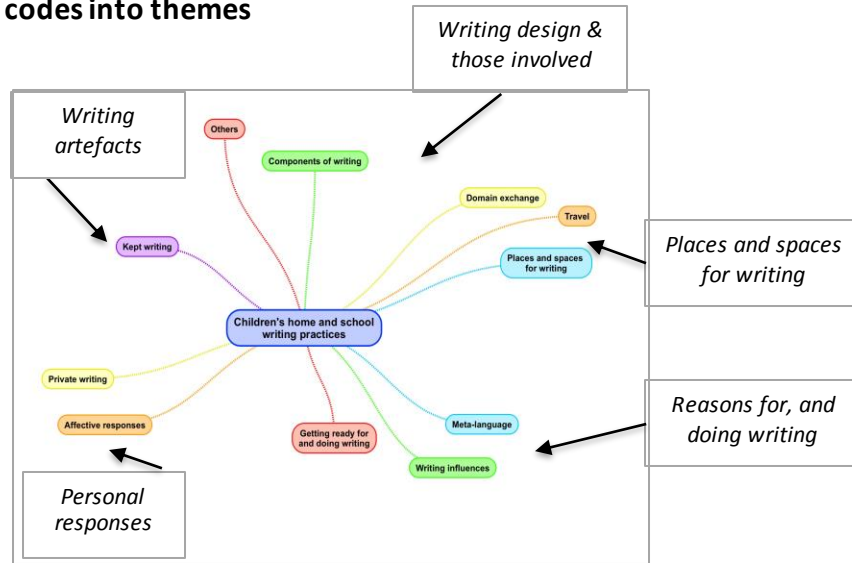 codes into themes
Writing design &
those involved
Writing
artefacts
Others
Components of writing
Domain exchange
Travel
Kept writing
Places and spaces
for writing
Places and spaces
for writing
Children's home and school
writing practices
Private writing
Affective responses
Getting ready for
and doing writing
Meta-language
Writing influences
Reasons for, and
doing writing
Personal
responses